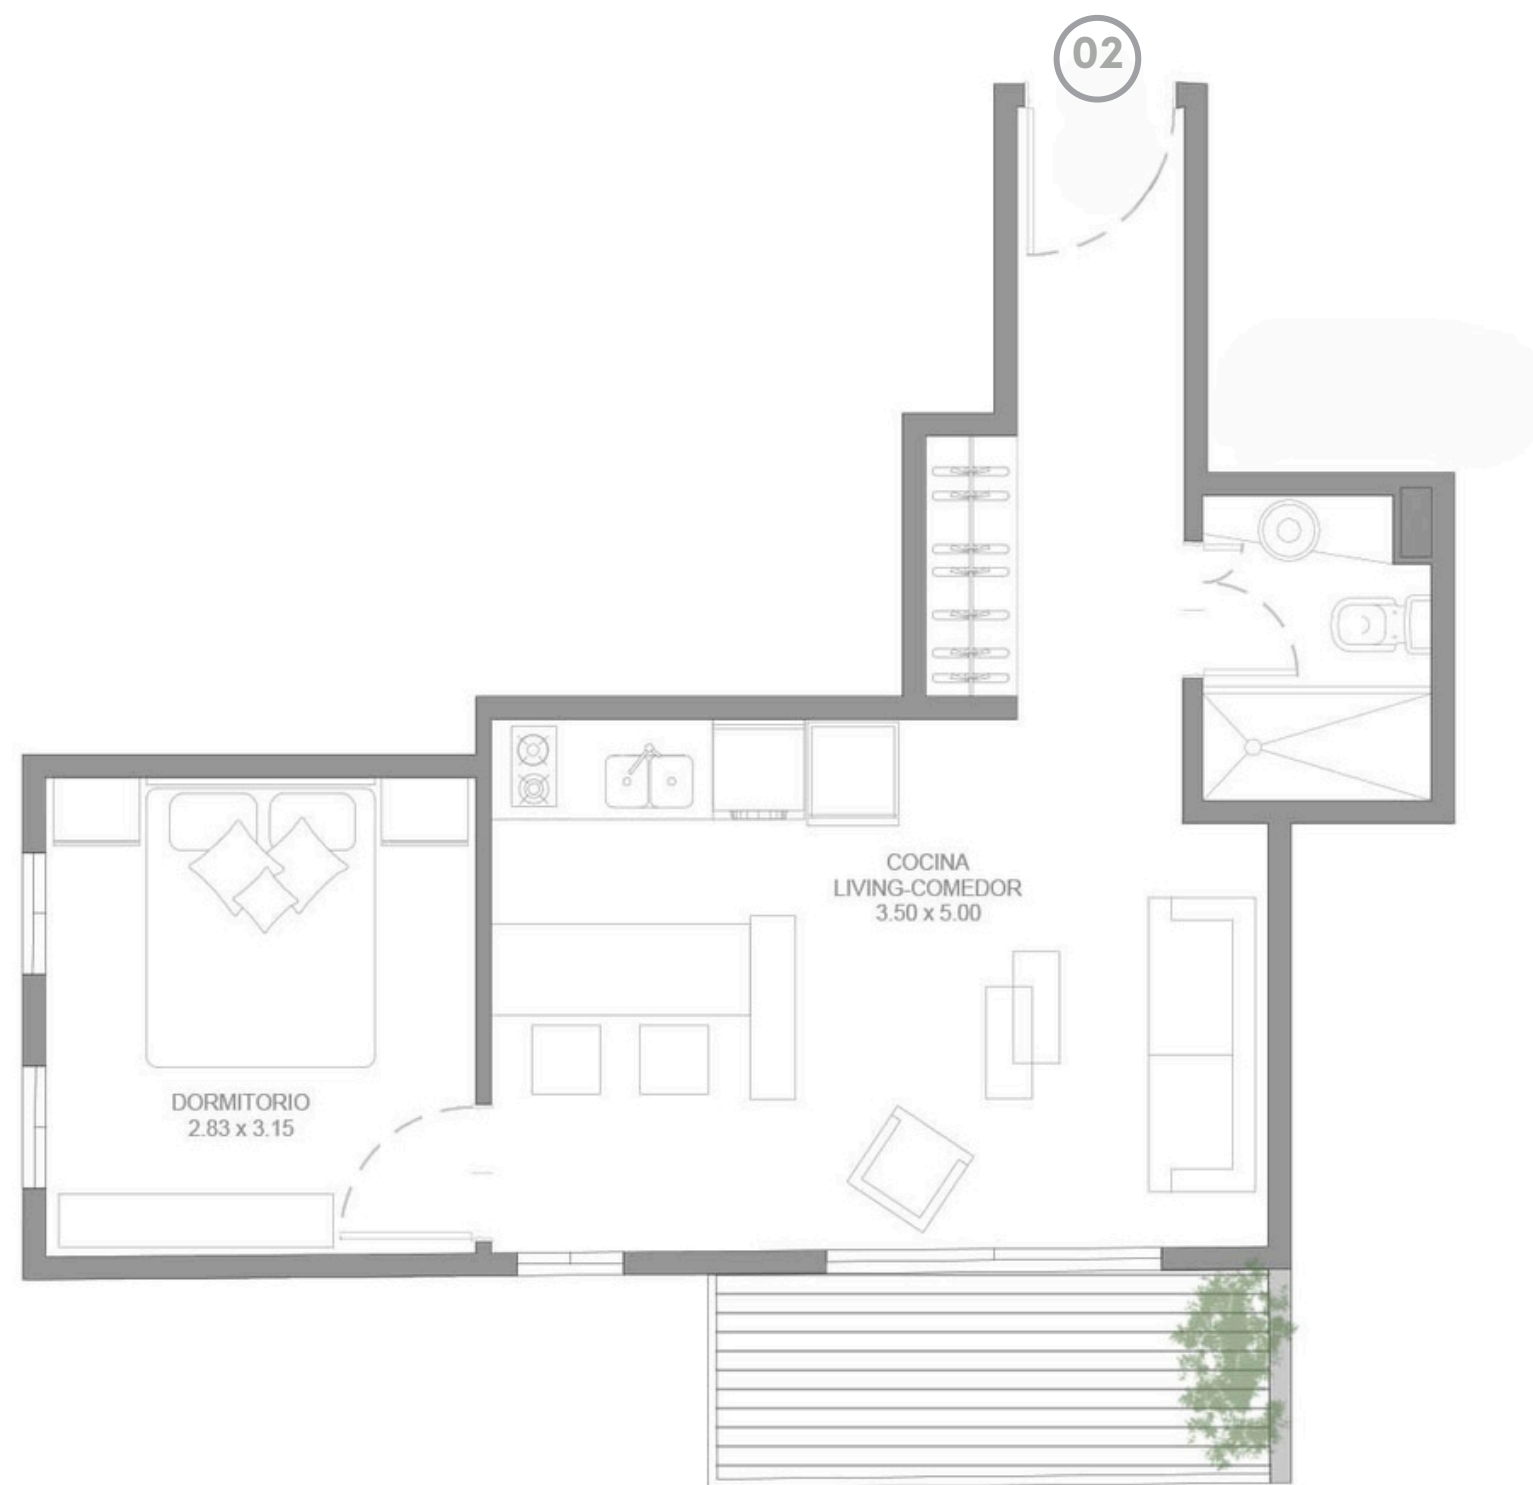 02
COCINA
LIVING-COMEDOR
3.50 x 5.00
DORMITORIO
2.83 x 3.15